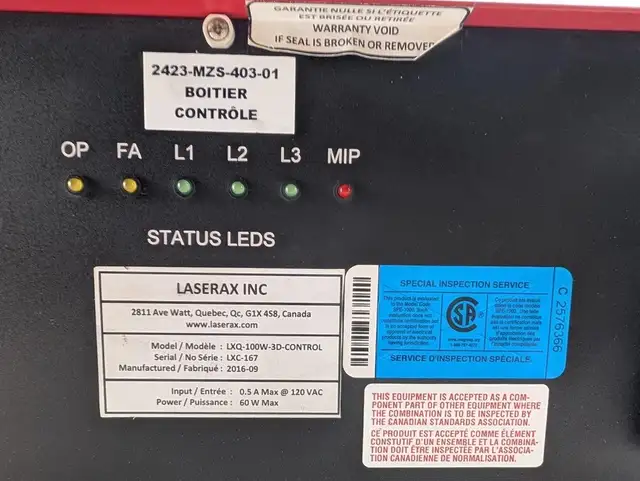 GARANTIE NULLE SI L'ÉTIQUETTE
EST BRISÉE OU RETIRÉE
WARRANTY VOID
IF SEAL IS BROKEN OR REMOVED
2423-MZS-403-01
BOITIER
CONTRÔLE
OP FA L1 L2 L3 MIP
STATUS LEDS
LASERAX INC
2811 Ave Watt, Quebec, Qc, G1X 4S8, Canada
www.laserax.com
Model / Modèle : LXQ-100W-3D-CONTROL
Serial / No Série : LXC-167
Manufactured / Fabriqué : 2016-09
Input / Entrée : 0.5 A Max @ 120 VAC
Power / Puissance : 60 W Max
SPECIAL INSPECTION SERVICE
SERVICE D'INSPECTION SPÉCIALE
C 2576366
THIS EQUIPMENT IS ACCEPTED AS A COM-
PONENT PART OF OTHER EQUIPMENT WHERE
THE COMBINATION IS TO BE INSPECTED BY
THE CANADIAN STANDARDS ASSOCIATION.
CE PRODUIT EST ACCEPTÉ COMME ÉLÉMENT
CONSTUTIF D'UN ENSEMBLE ET LA COMBINA-
TION DOIT ÊTRE INSPECTÉE PAR L'ASSOCIA-
TION CANADIENNE DE NORMALISATION.